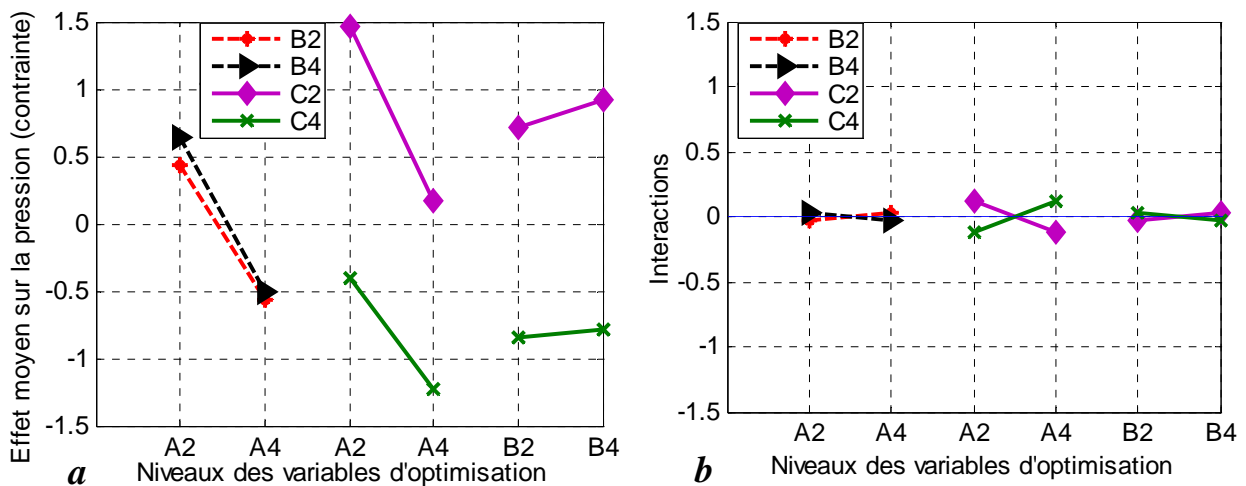 a
b
1.5
1
0.5
0
-0.5
-1
-1.5
Effet moyen sur la pression (contrainte)
B2
B4
C2
C4
A2 A4 A2 A4 B2 B4
Niveaux des variables d'optimisation
a
1.5
1
0.5
0
-0.5
-1
-1.5
Interactions
B2
B4
C2
C4
A2 A4 A2 A4 B2 B4
Niveaux des variables d'optimisation
b